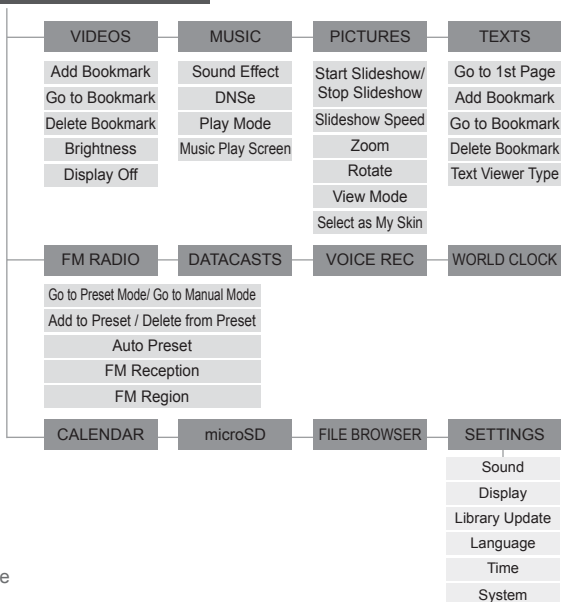 VIDEOS MUSIC PICTURES TEXTS
Add Bookmark
Go to Bookmark
Delete Bookmark
Brightness
Display Off
Sound Effect
DNSe
Play Mode
Music Play Screen
Start Slideshow/
Stop Slideshow
Slideshow Speed
Zoom
Rotate
View Mode
Select as My Skin
Go to 1st Page
Add Bookmark
Go to Bookmark
Delete Bookmark
Text Viewer Type
FM RADIO DATACASTS VOICE REC WORLD CLOCK
Go to Preset Mode/ Go to Manual Mode
Add to Preset / Delete from Preset
Auto Preset
FM Reception
FM Region
CALENDAR microSD FILE BROWSER SETTINGS
Sound
Display
Library Update
Language
Time
System
e